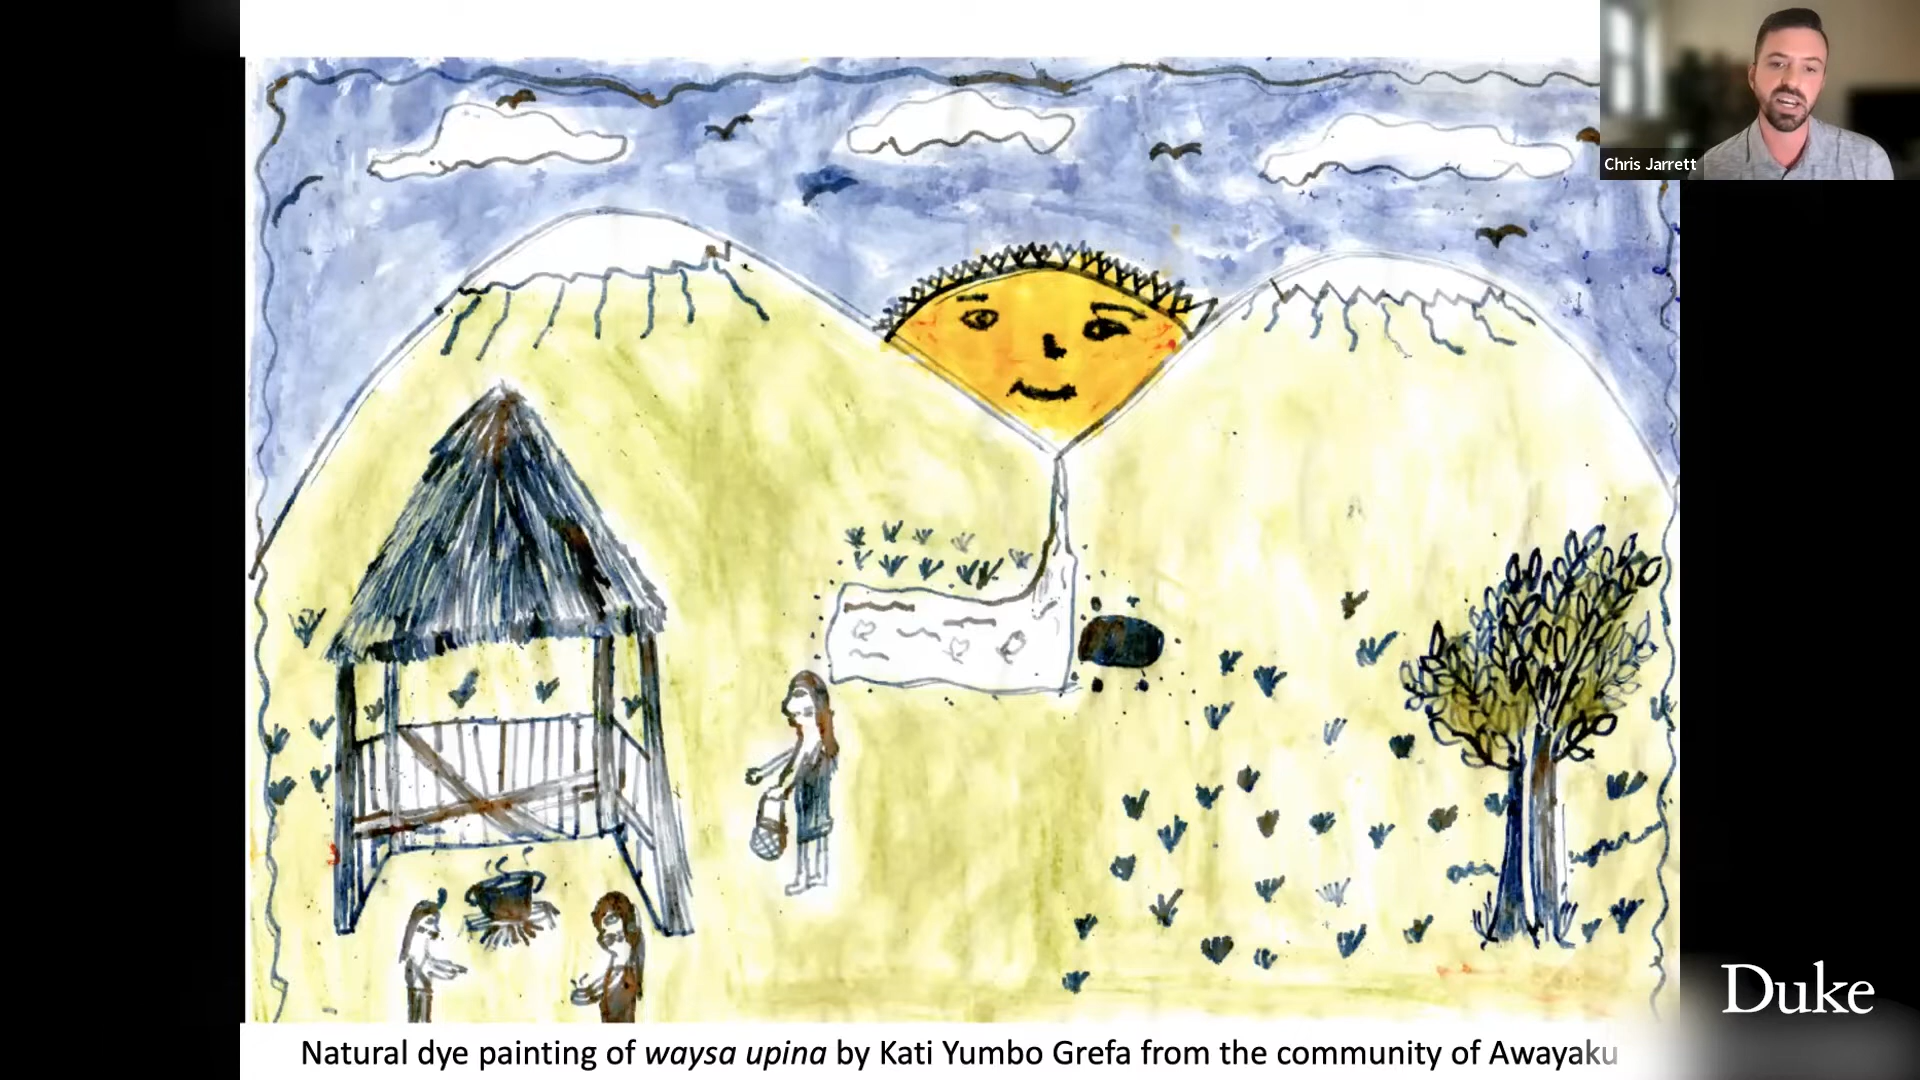 Chris Jarrett
Duke
Natural dye painting of waysa upina by Kati Yumbo Grefa from the community of Awayaku